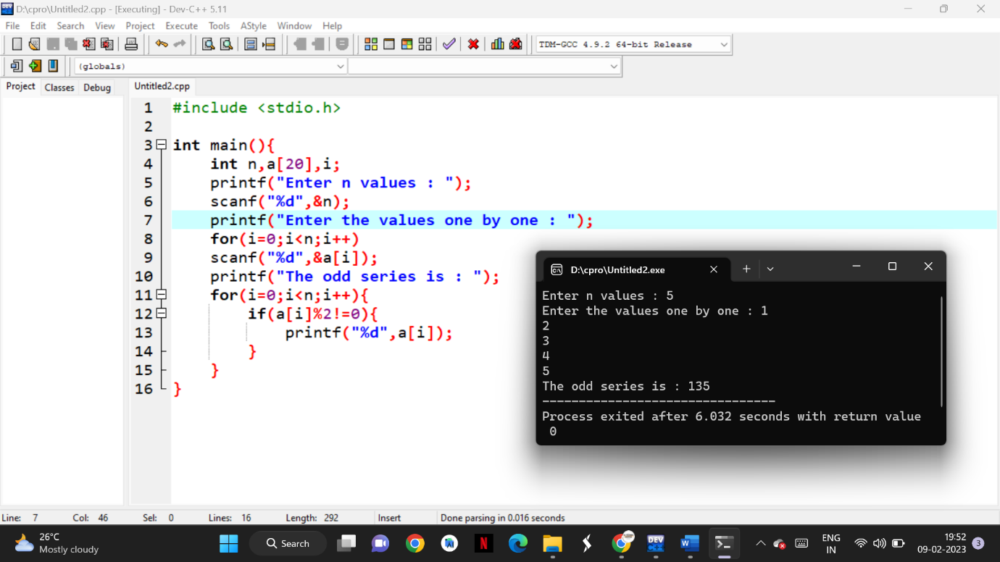 D:\cpro\Untitled2.cpp - [Executing] - Dev-C++ 5.11
File Edit Search View Project Execute Tools AStyle Window Help
TDM-GCC 4.9.2 64-bit Release
(globals)
Project Classes Debug
Untitled2.cpp
1 #include <stdio.h>
2
3 int main(){
4 int n,a[20],i;
5 printf("Enter n values : ");
6 scanf("%d",&n);
7 printf("Enter the values one by one : ");
8 for(i=0;i<n;i++)
9 scanf("%d",&a[i]);
10 printf("The odd series is : ");
11 for(i=0;i<n;i++){
12 if(a[i]%2!=0){
13 printf("%d",a[i]);
14 }
15 }
16 }
D:\cpro\Untitled2.exe
Enter n values : 5
Enter the values one by one : 1
2
3
4
5
The odd series is : 135
--------------------------------
Process exited after 6.032 seconds with return value
0
Line: 7 Col: 46 Sel: 0 Lines: 16 Length: 292 Insert Done parsing in 0.016 seconds
26°C
Mostly cloudy
Search
DEV
ENG
IN
19:52
09-02-2023
3